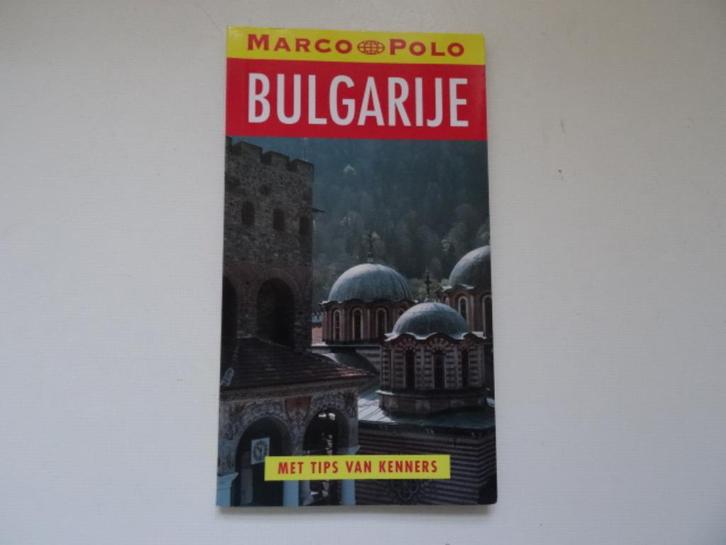 MARCO POLO
BULGARIJE
MET TIPS VAN KENNERS